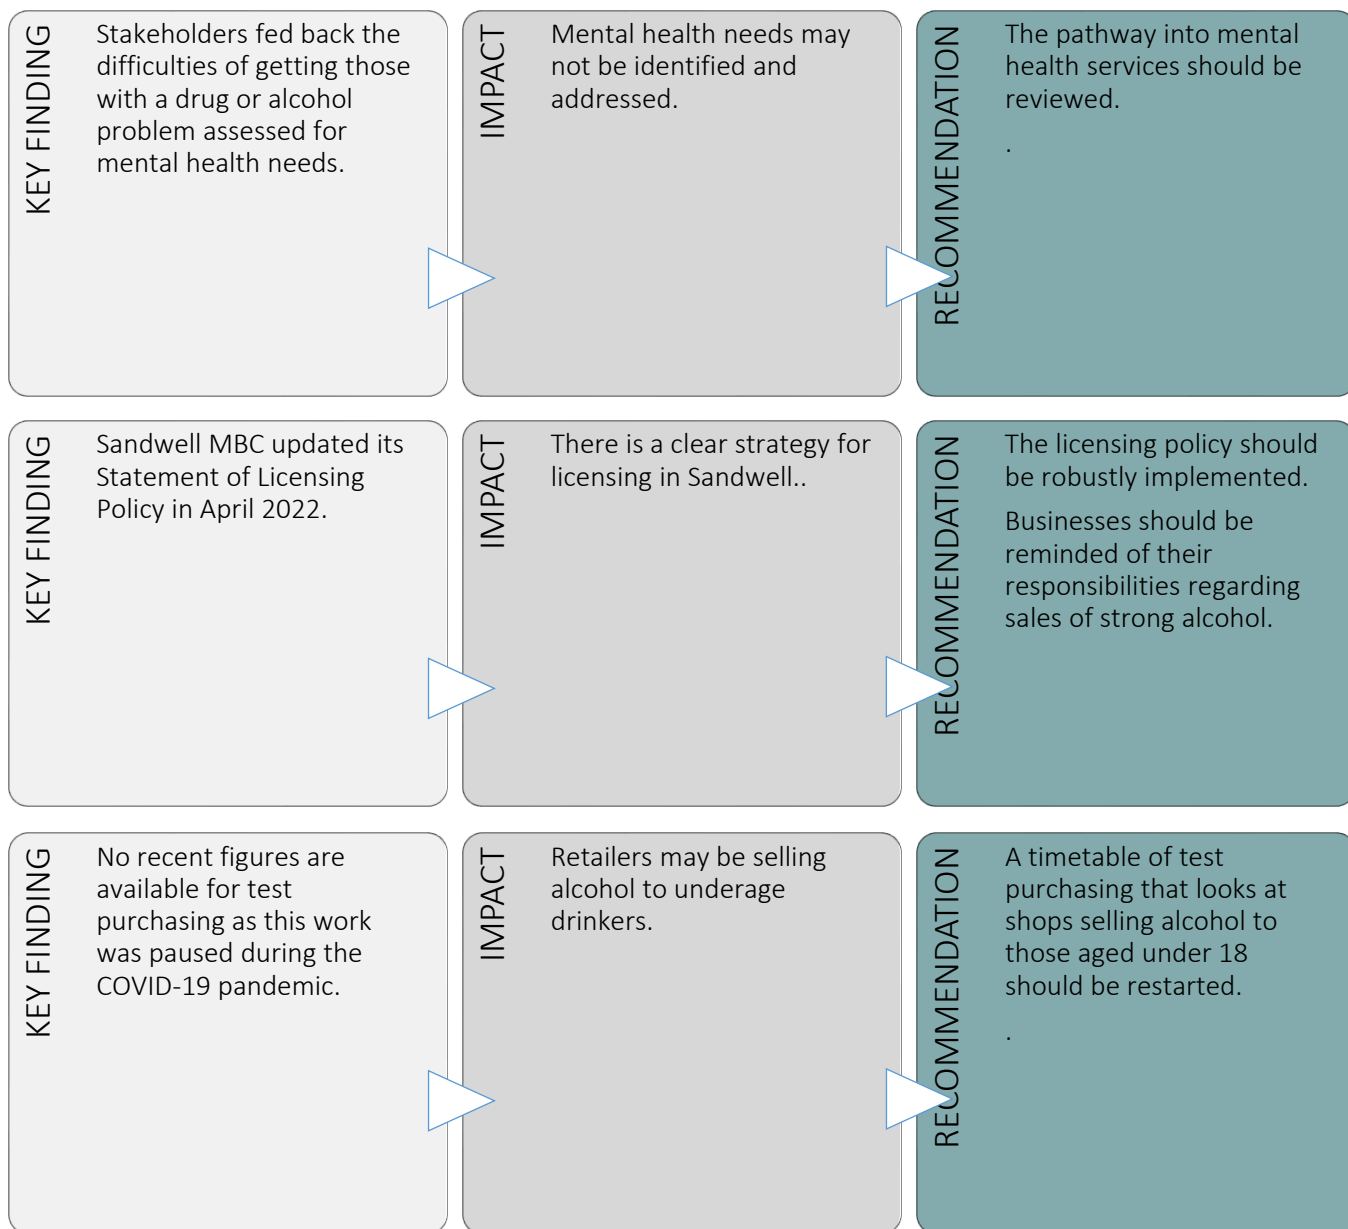 KEY FINDING
Stakeholders fed back the
difficulties of getting those
with a drug or alcohol
problem assessed for
mental health needs.
IMPACT
Mental health needs may
not be identified and
addressed.
RECOMMENDATION
The pathway into mental
health services should be
reviewed.
.
KEY FINDING
Sandwell MBC updated its
Statement of Licensing
Policy in April 2022.
IMPACT
There is a clear strategy for
licensing in Sandwell..
RECOMMENDATION
The licensing policy should
be robustly implemented.
Businesses should be
reminded of their
responsibilities regarding
sales of strong alcohol.
KEY FINDING
No recent figures are
available for test
purchasing as this work
was paused during the
COVID-19 pandemic.
IMPACT
Retailers may be selling
alcohol to underage
drinkers.
RECOMMENDATION
A timetable of test
purchasing that looks at
shops selling alcohol to
those aged under 18
should be restarted.
.